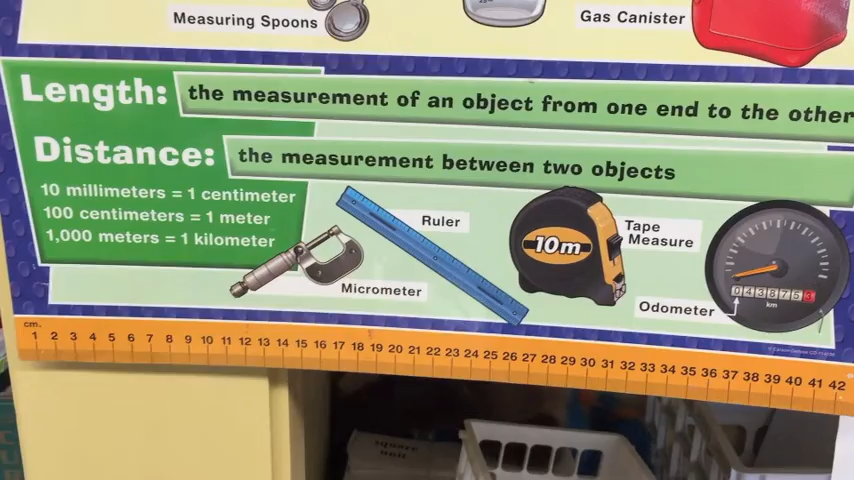 Measuring Spoons
Gas Canister
Length: the measurement of an object from one end to the other
Distance: the measurement between two objects
10 millimeters = 1 centimeter
100 centimeters = 1 meter
1,000 meters = 1 kilometer
Ruler
Micrometer
10m
Tape
Measure
Odometer
0438753
km
cm.
1 2 3 4 5 6 7 8 9 10 11 12 13 14 15 16 17 18 19 20 21 22 23 24 25 26 27 28 29 30 31 32 33 34 35 36 37 38 39 40 41 42
square
unit